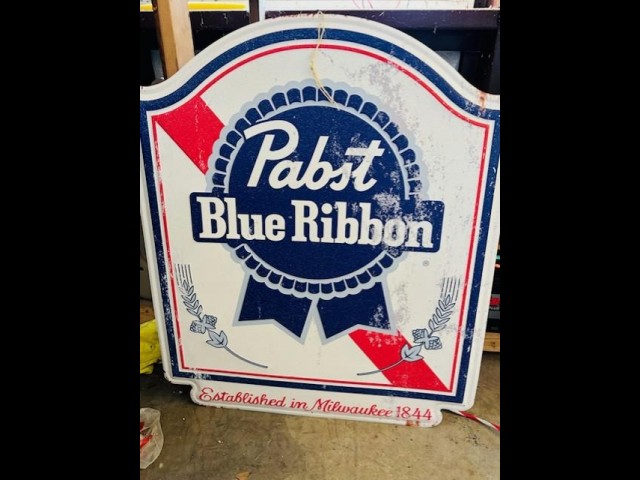 Pabst
Blue Ribbon
®
Established in Milwaukee 1844